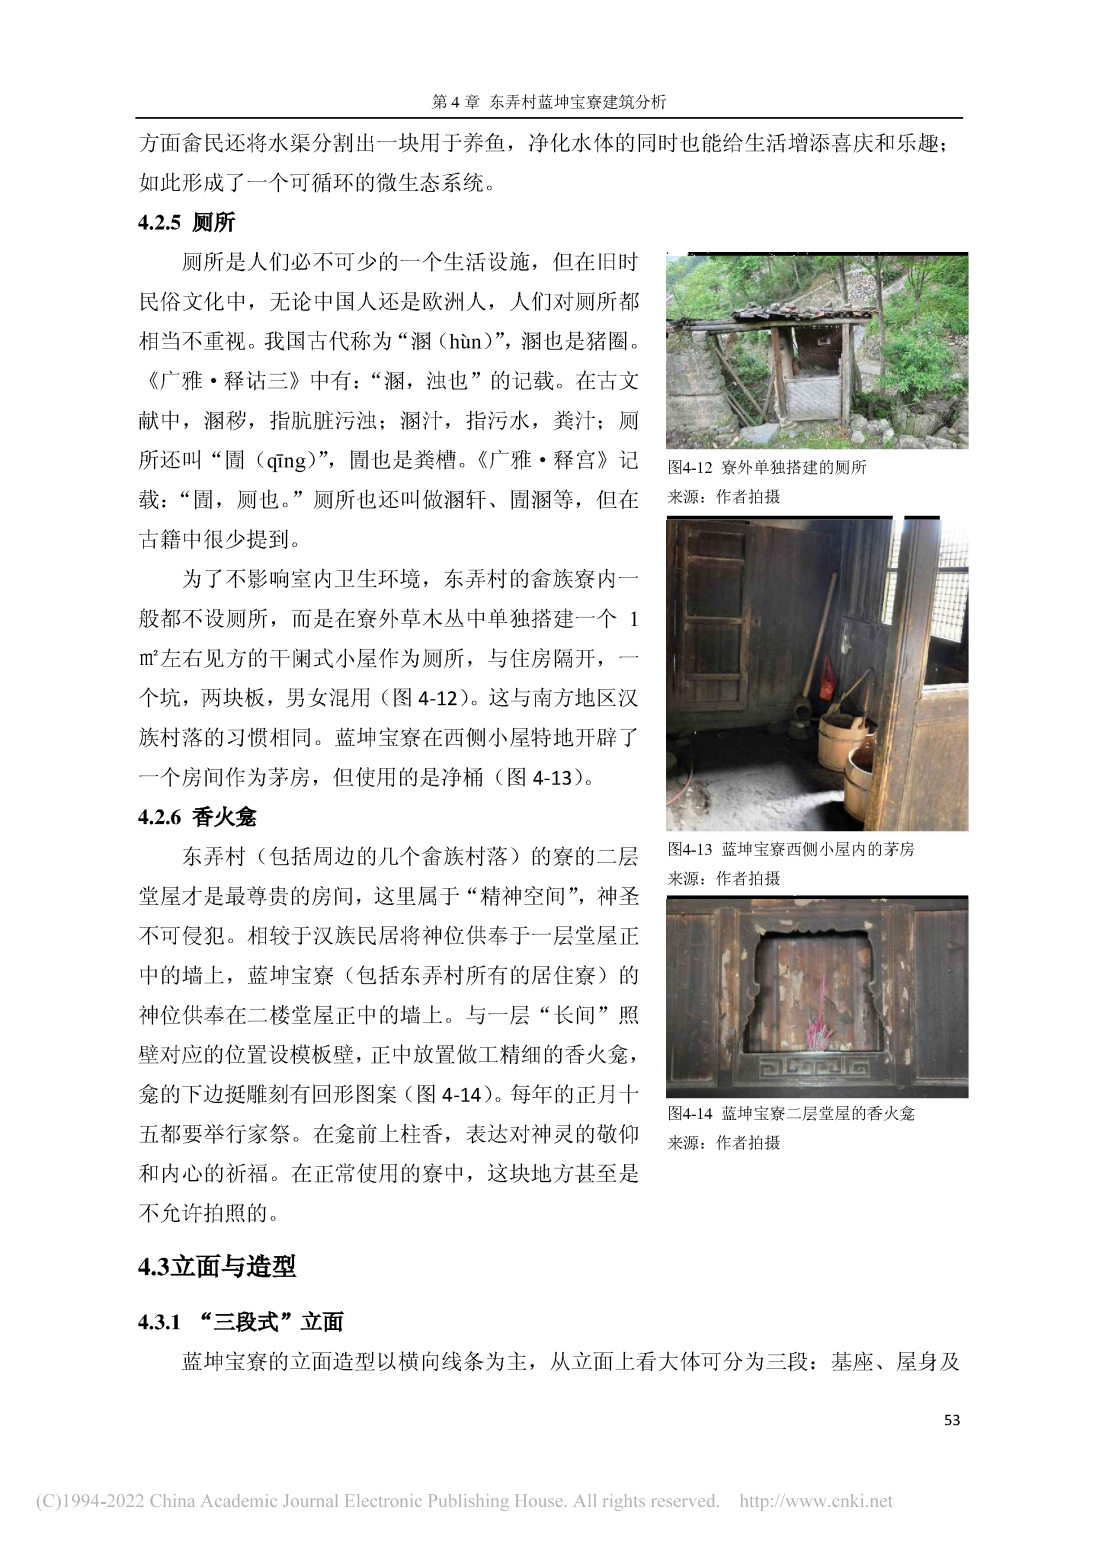 第 4 章 东弄村蓝坤宝寮建筑分析
方面畲民还将水渠分割出一块用于养鱼，净化水体的同时也能给生活增添喜庆和乐趣；
如此形成了一个可循环的微生态系统。
4.2.5 厕所
厕所是人们必不可少的一个生活设施，但在旧时
民俗文化中，无论中国人还是欧洲人，人们对厕所都
相当不重视。我国古代称为“溷（hùn）”，溷也是猪圈。
《广雅·释诂三》中有：“溷，浊也”的记载。在古文
献中，溷秽，指肮脏污浊；溷汁，指污水，粪汁；厕
所还叫“圊（qīng）”，圊也是粪槽。《广雅·释宫》记
载：“圊，厕也。”厕所也还叫做溷轩、圊溷等，但在
古籍中很少提到。
为了不影响室内卫生环境，东弄村的畲族寮内一
般都不设厕所，而是在寮外草木丛中单独搭建一个 1
㎡左右见方的干阑式小屋作为厕所，与住房隔开，一
个坑，两块板，男女混用（图 4-12）。这与南方地区汉
族村落的习惯相同。蓝坤宝寮在西侧小屋特地开辟了
一个房间作为茅房，但使用的是净桶（图 4-13）。
4.2.6 香火龛
东弄村（包括周边的几个畲族村落）的寮的二层
堂屋才是最尊贵的房间，这里属于“精神空间”，神圣
不可侵犯。相较于汉族民居将神位供奉于一层堂屋正
中的墙上，蓝坤宝寮（包括东弄村所有的居住寮）的
神位供奉在二楼堂屋正中的墙上。与一层“长间”照
壁对应的位置设模板壁，正中放置做工精细的香火龛，
龛的下边挺雕刻有回形图案（图 4-14）。每年的正月十
五都要举行家祭。在龛前上柱香，表达对神灵的敬仰
和内心的祈福。在正常使用的寮中，这块地方甚至是
不允许拍照的。
图4-12 寮外单独搭建的厕所
来源：作者拍摄
图4-13 蓝坤宝寮西侧小屋内的茅房
来源：作者拍摄
图4-14 蓝坤宝寮二层堂屋的香火龛
来源：作者拍摄
4.3立面与造型
4.3.1 “三段式”立面
蓝坤宝寮的立面造型以横向线条为主，从立面上看大体可分为三段：基座、屋身及
53
(C)1994-2022 China Academic Journal Electronic Publishing House. All rights reserved. http://www.cnki.net